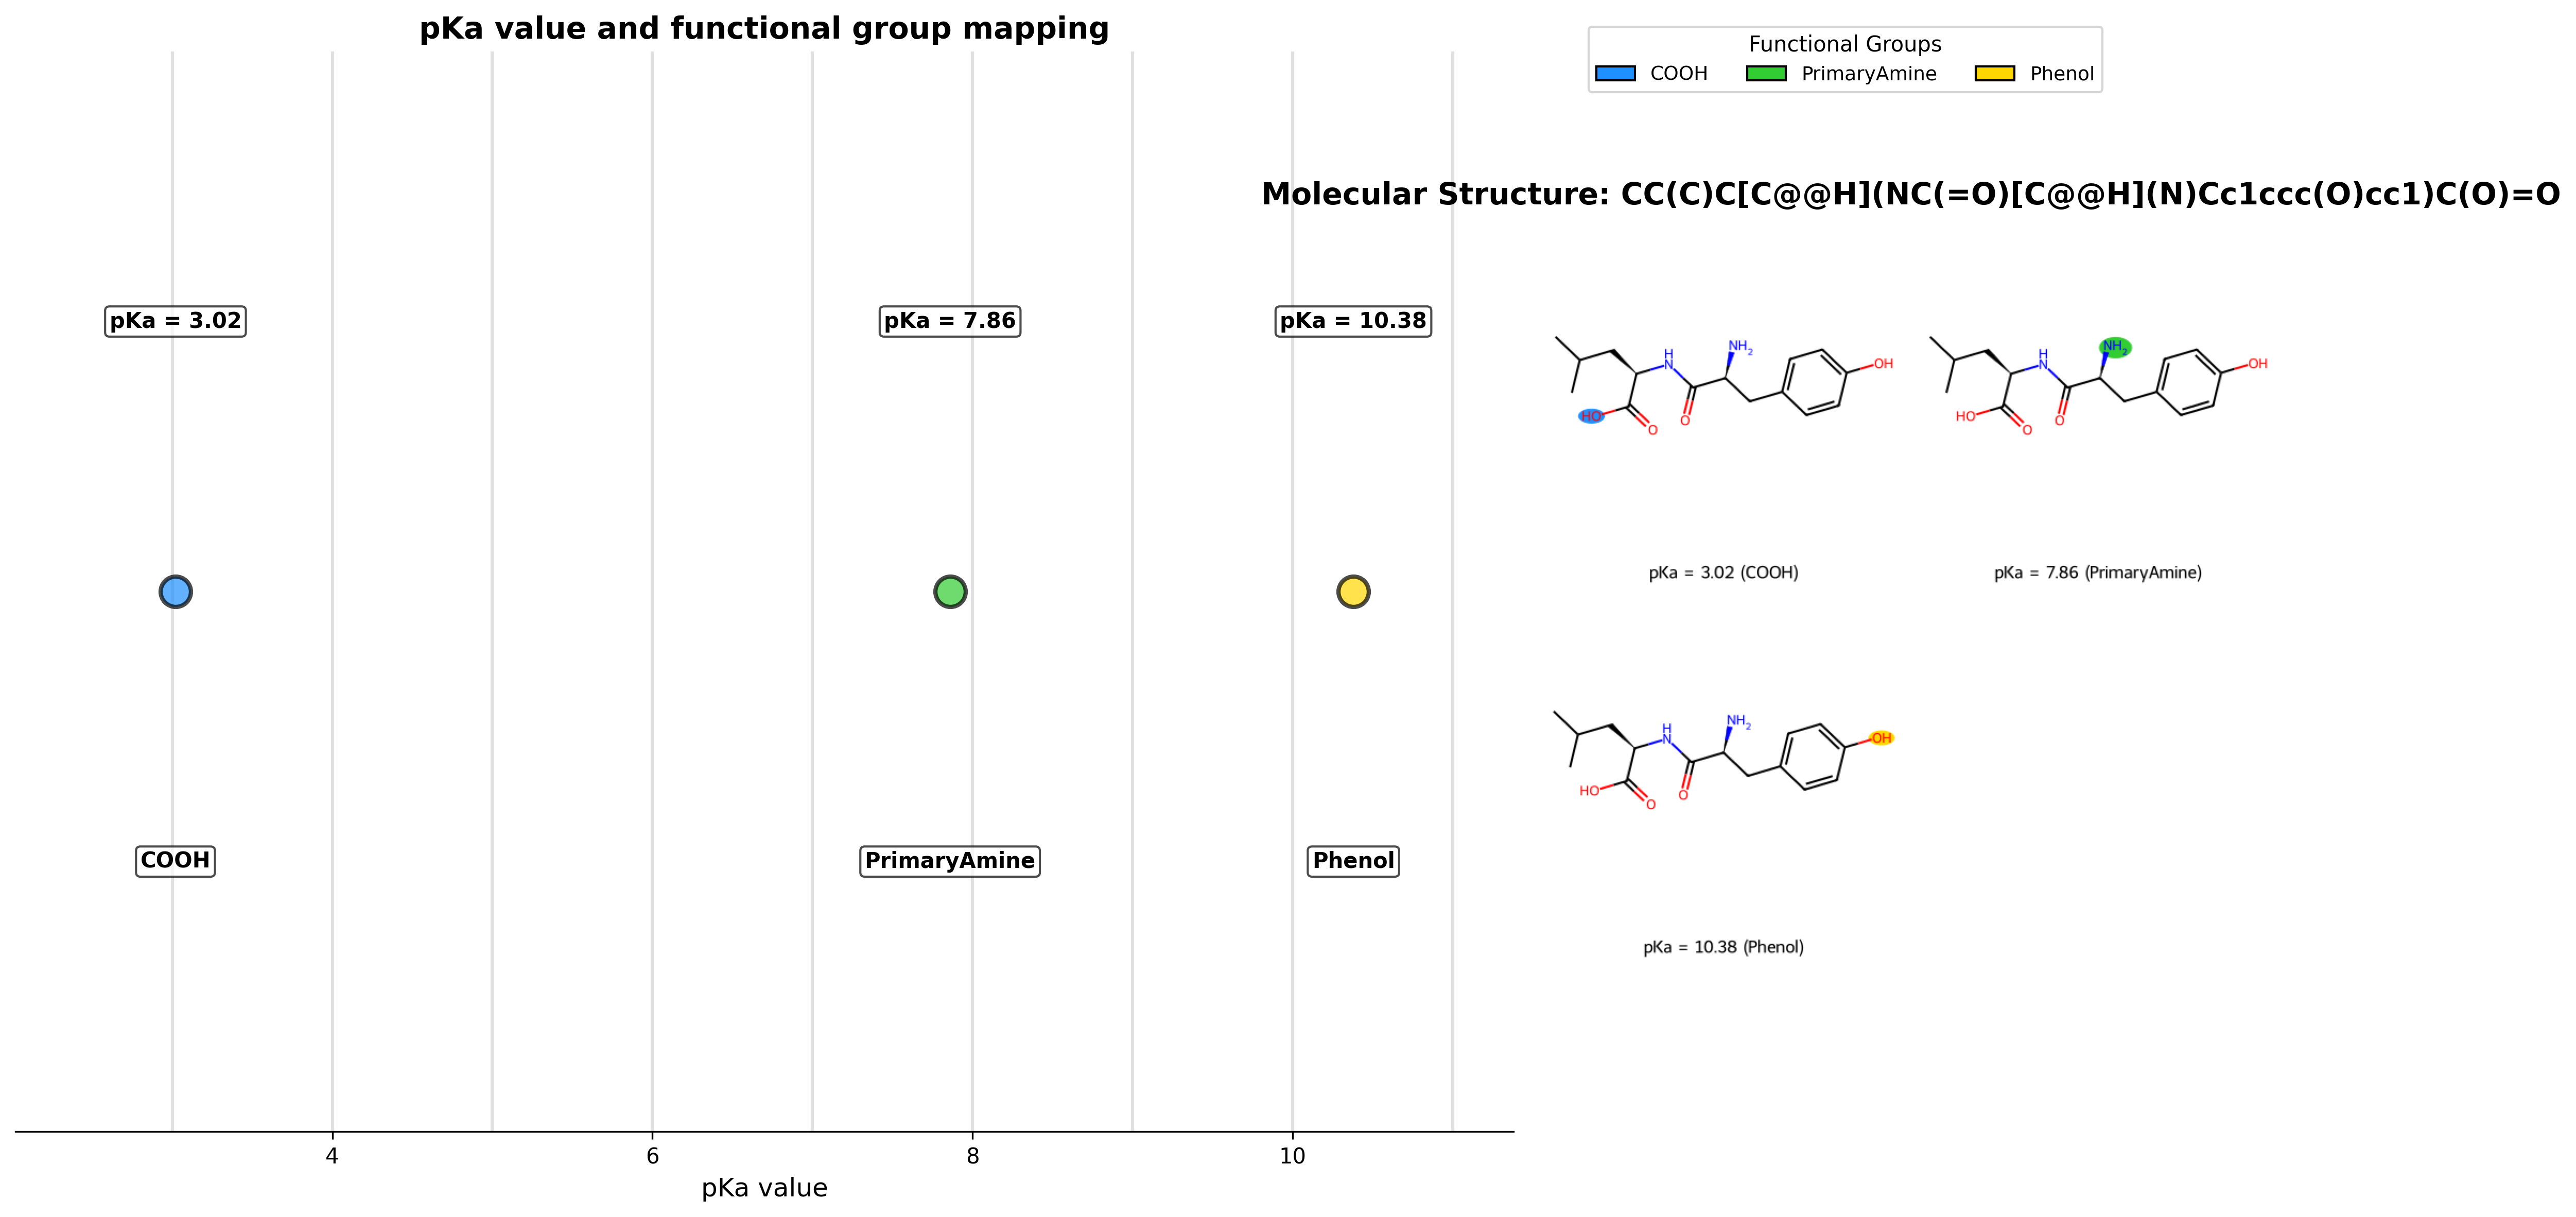 pKa value and functional group mapping
pKa = 3.02
pKa = 7.86
pKa = 10.38
COOH
PrimaryAmine
Phenol
4
6
8
10
pKa value
Functional Groups
COOH
PrimaryAmine
Phenol
Molecular Structure: CC(C)C[C@@H](NC(=O)[C@@H](N)Cc1ccc(O)cc1)C(O)=O
H
N
NH2
OH
HO
O
O
pKa = 3.02 (COOH)
H
N
NH2
OH
HO
O
O
pKa = 7.86 (PrimaryAmine)
H
N
NH2
OH
HO
O
O
pKa = 10.38 (Phenol)